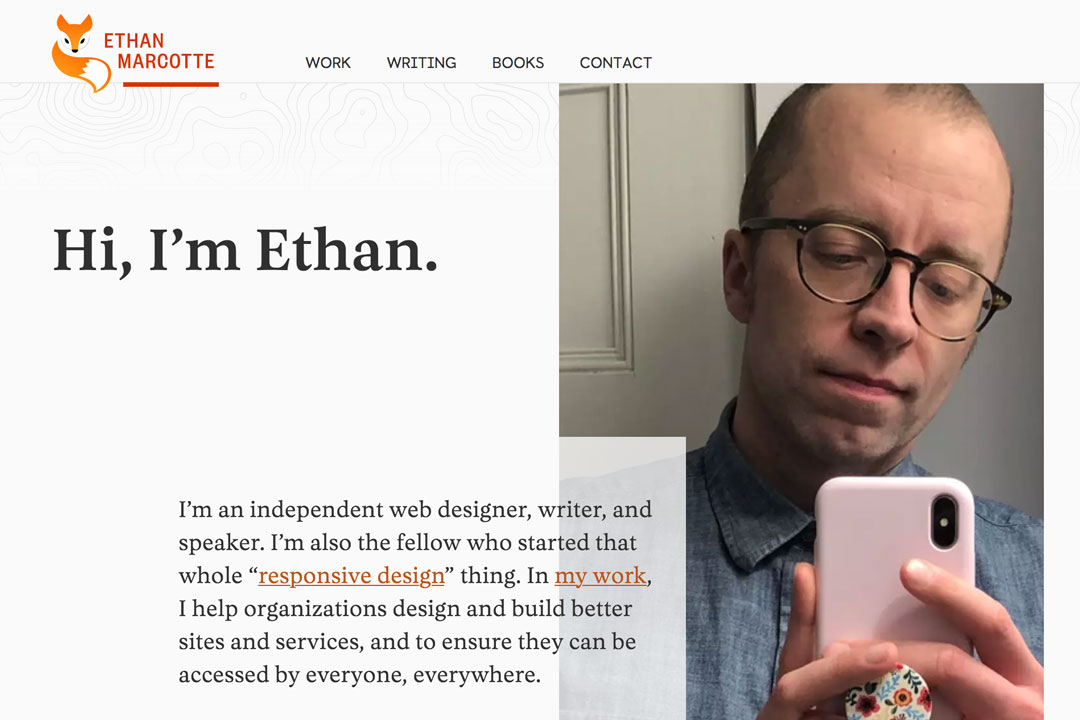 ETHAN
MARCOTTE
WORK WRITING BOOKS CONTACT
Hi, I’m Ethan.
I’m an independent web designer, writer, and
speaker. I’m also the fellow who started that
whole “responsive design” thing. In my work,
I help organizations design and build better
sites and services, and to ensure they can be
accessed by everyone, everywhere.